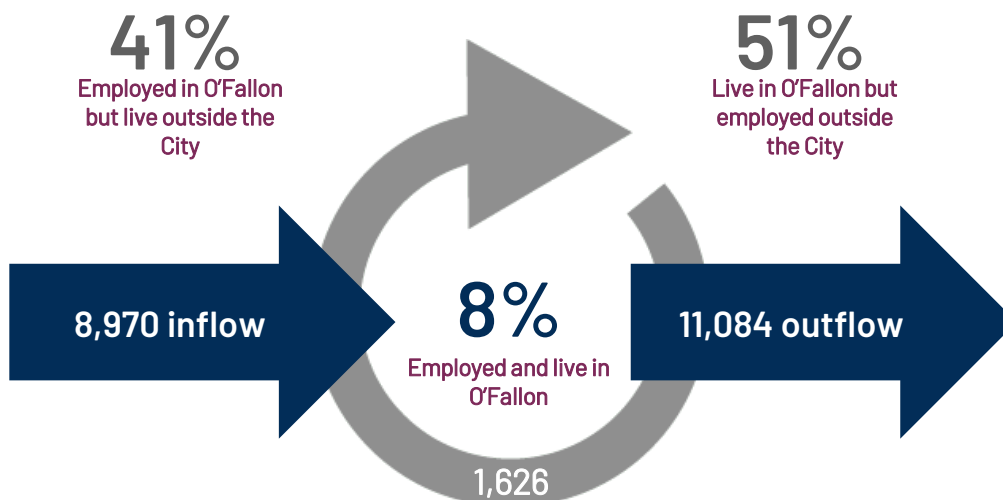 41%
Employed in O'Fallon
but live outside the
City
51%
Live in O'Fallon but
employed outside
the City
8,970 inflow
8%
Employed and live in
O'Fallon
11,084 outflow
1,626